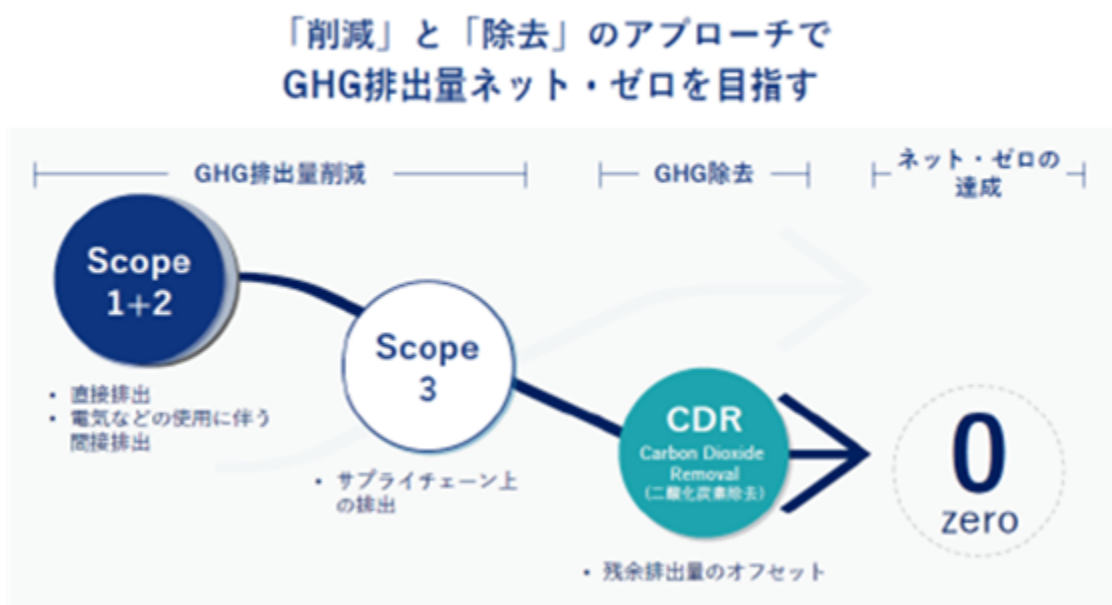 「削減」と「除去」のアプローチで
GHG排出量ネット・ゼロを目指す
GHG排出量削減
GHG除去
ネット・ゼロの
達成
Scope
1+2
• 直接排出
• 電気などの使用に伴う
間接排出
Scope
3
• サプライチェーン上
の排出
CDR
Carbon Dioxide
Removal
(二酸化炭素除去)
• 残余排出量のオフセット
0
zero